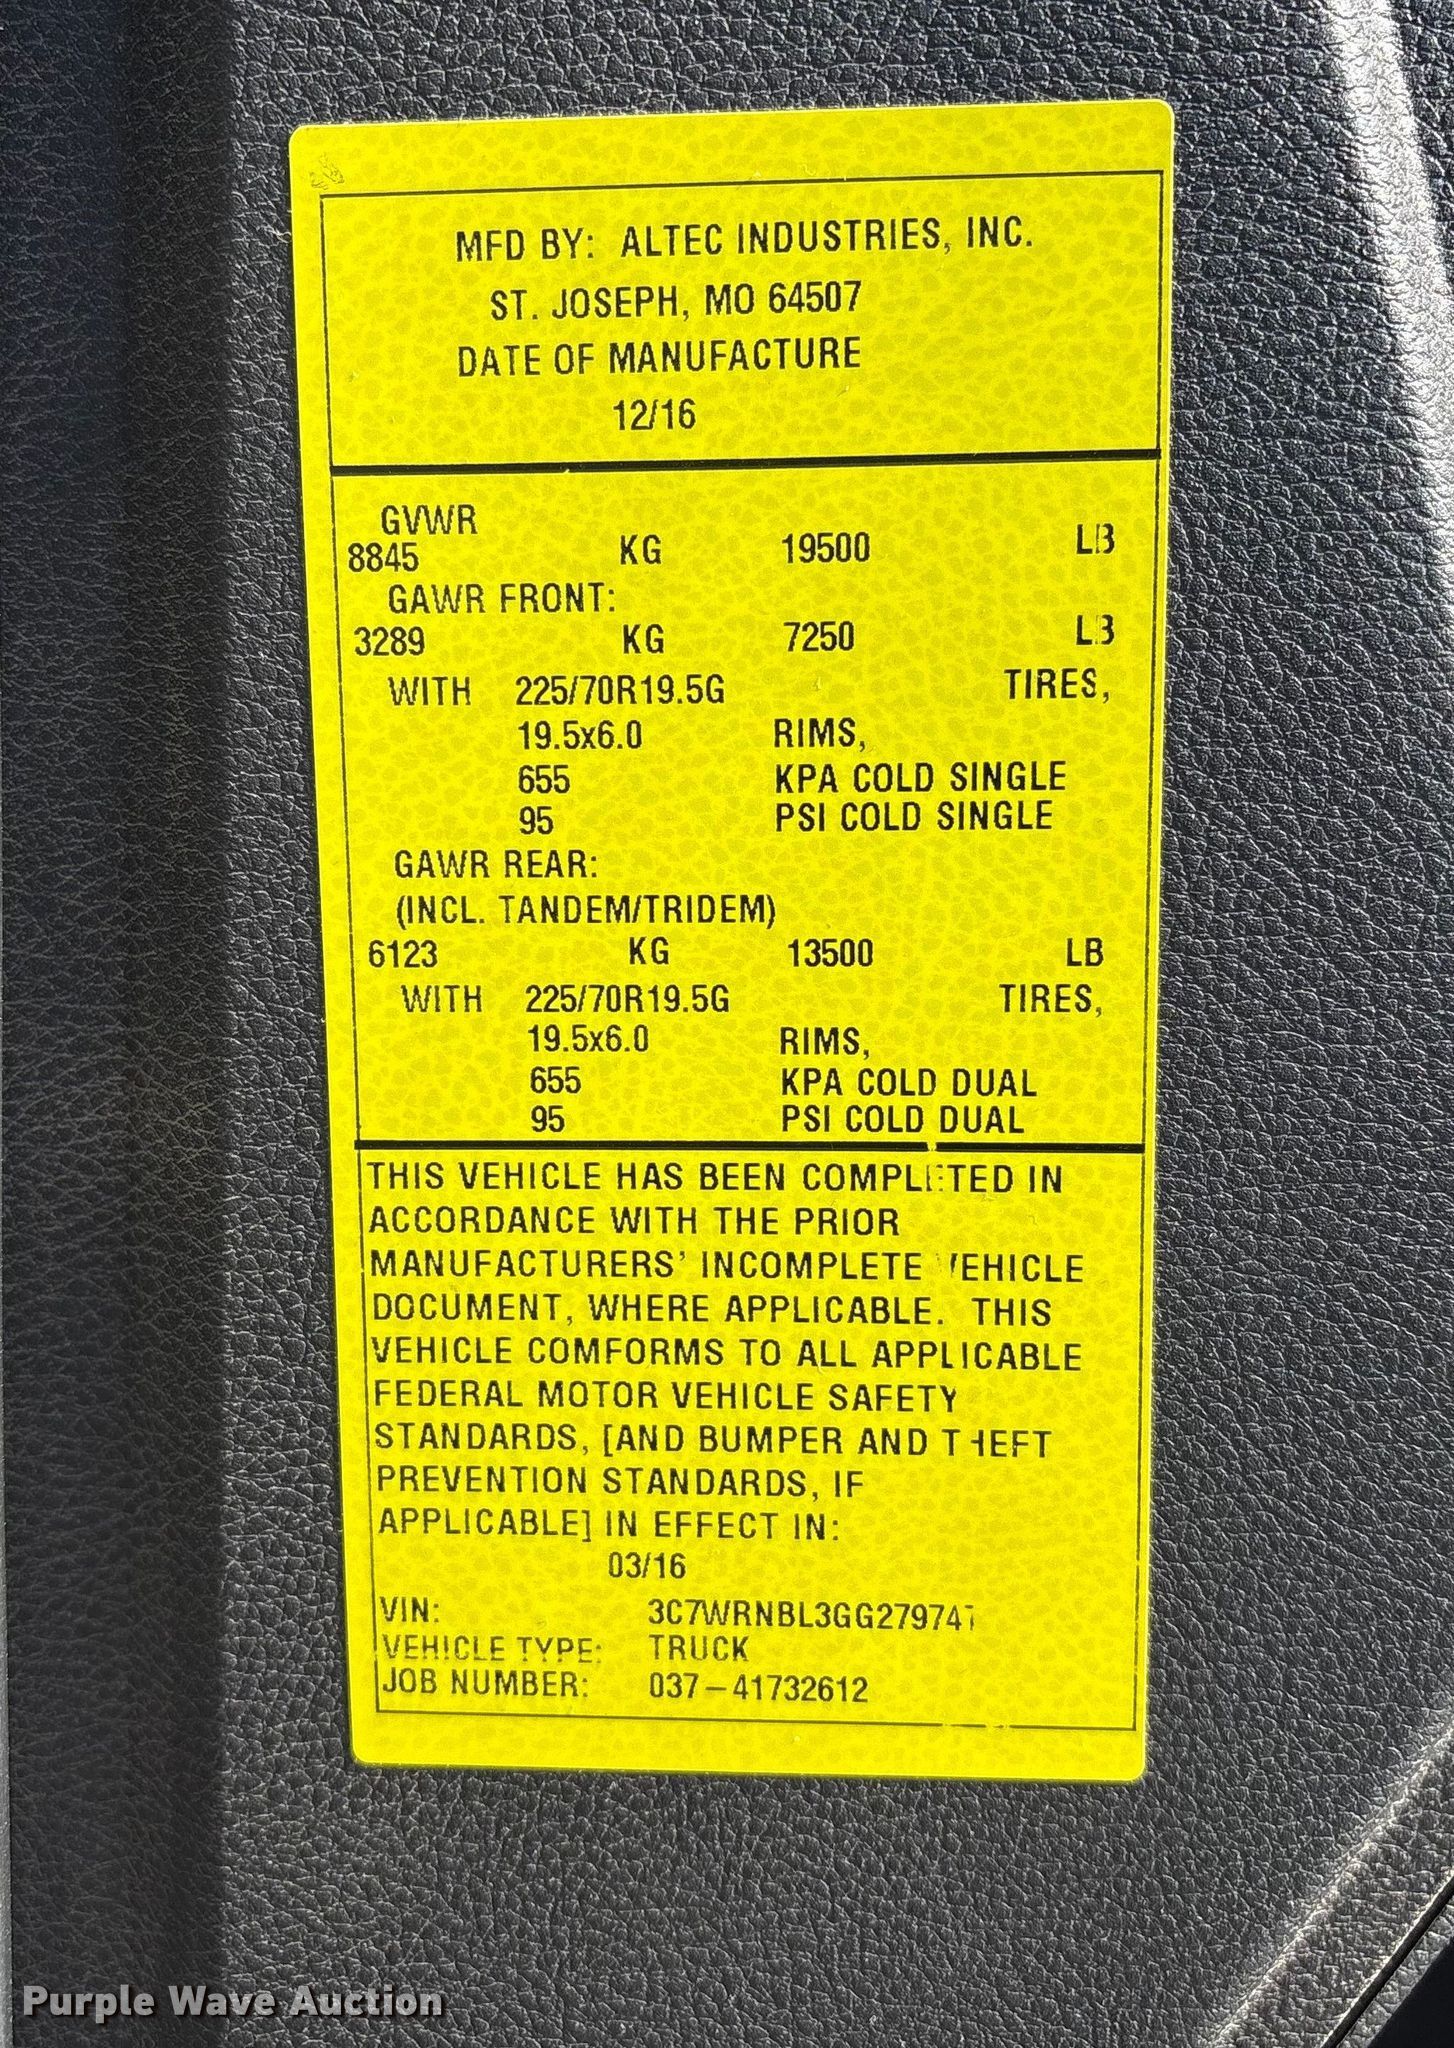 MFD BY: ALTEC INDUSTRIES, INC.
ST. JOSEPH, MO 64507
DATE OF MANUFACTURE
12/16
GVWR
8845 KG 19500 LB
GAWR FRONT:
3289 KG 7250 LB
WITH 225/70R19.5G TIRES,
19.5x6.0 RIMS,
655 KPA COLD SINGLE
95 PSI COLD SINGLE
GAWR REAR:
(INCL. TANDEM/TRIDEM)
6123 KG 13500 LB
WITH 225/70R19.5G TIRES,
19.5x6.0 RIMS,
655 KPA COLD DUAL
95 PSI COLD DUAL
THIS VEHICLE HAS BEEN COMPLETED IN
ACCORDANCE WITH THE PRIOR
MANUFACTURERS' INCOMPLETE VEHICLE
DOCUMENT, WHERE APPLICABLE. THIS
VEHICLE COMFORMS TO ALL APPLICABLE
FEDERAL MOTOR VEHICLE SAFETY
STANDARDS, [AND BUMPER AND THEFT
PREVENTION STANDARDS, IF
APPLICABLE] IN EFFECT IN:
03/16
VIN: 3C7WRNBL3GG279747
VEHICLE TYPE: TRUCK
JOB NUMBER: 037-41732612
Purple Wave Auction